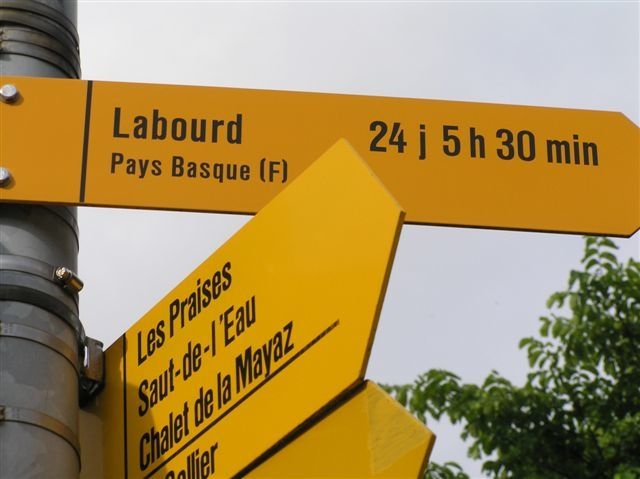 Labourd 24 j 5 h 30 min
Pays Basque (F)
Les Praises
Saut-de-l'Eau
Chalet de la Mayaz